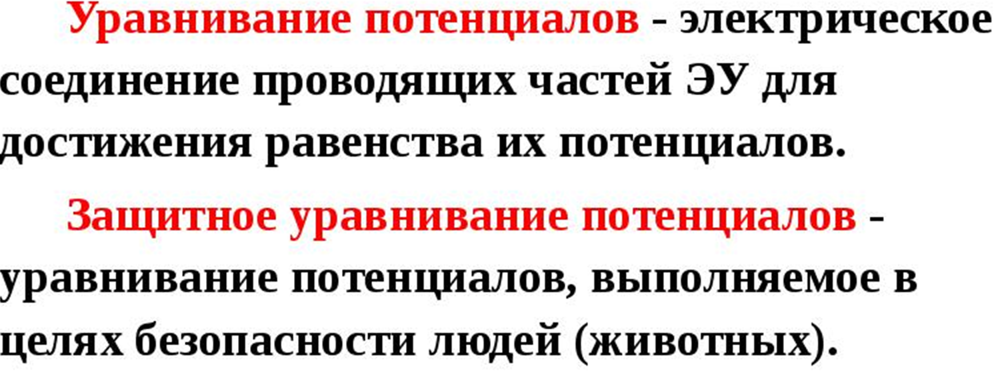 Уравнивание потенциалов - электрическое
соединение проводящих частей ЭУ для
достижения равенства их потенциалов.
Защитное уравнивание потенциалов -
уравнивание потенциалов, выполняемое в
целях безопасности людей (животных).